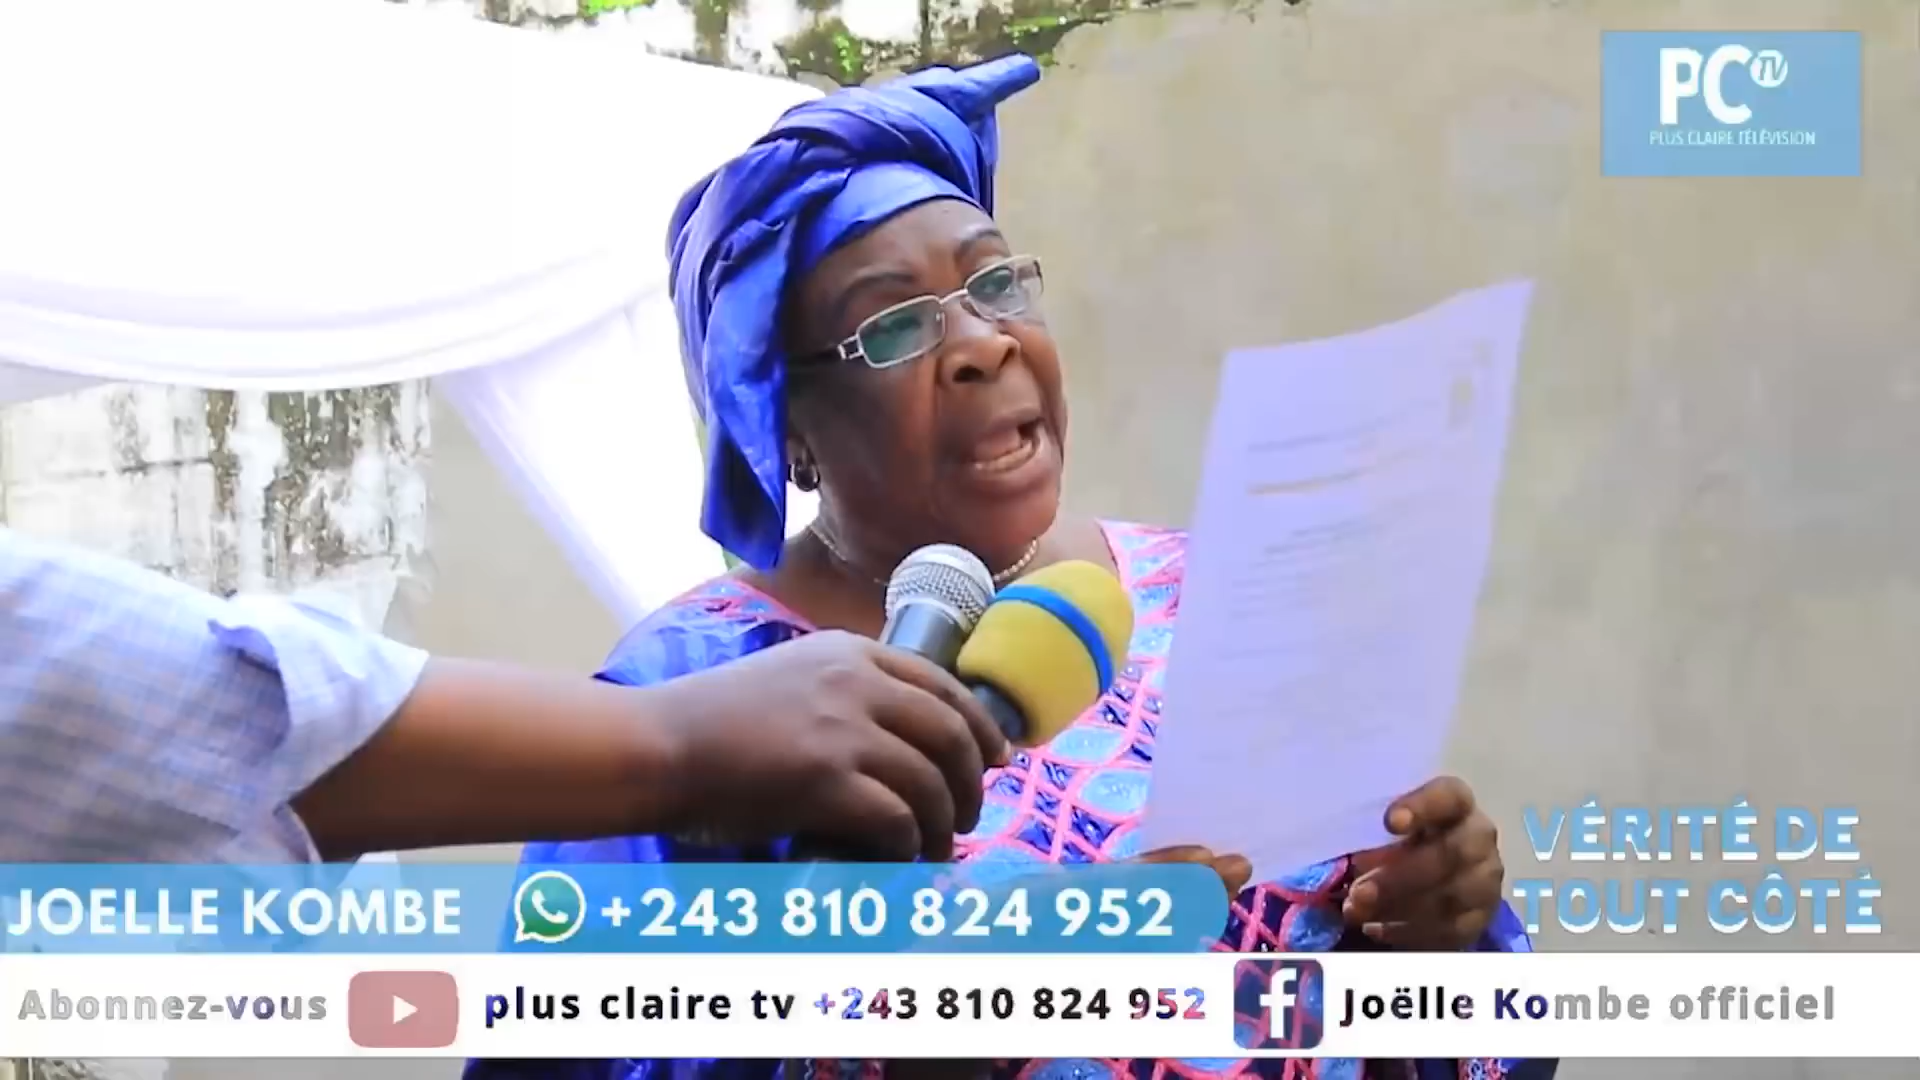 PC TV
PLUS CLAIRE TÉLÉVISION
VÉRITÉ DE
TOUT CÔTÉ
JOELLE KOMBE +243 810 824 952
Abonnez-vous plus claire tv +243 810 824 952 Joëlle Kombe officiel